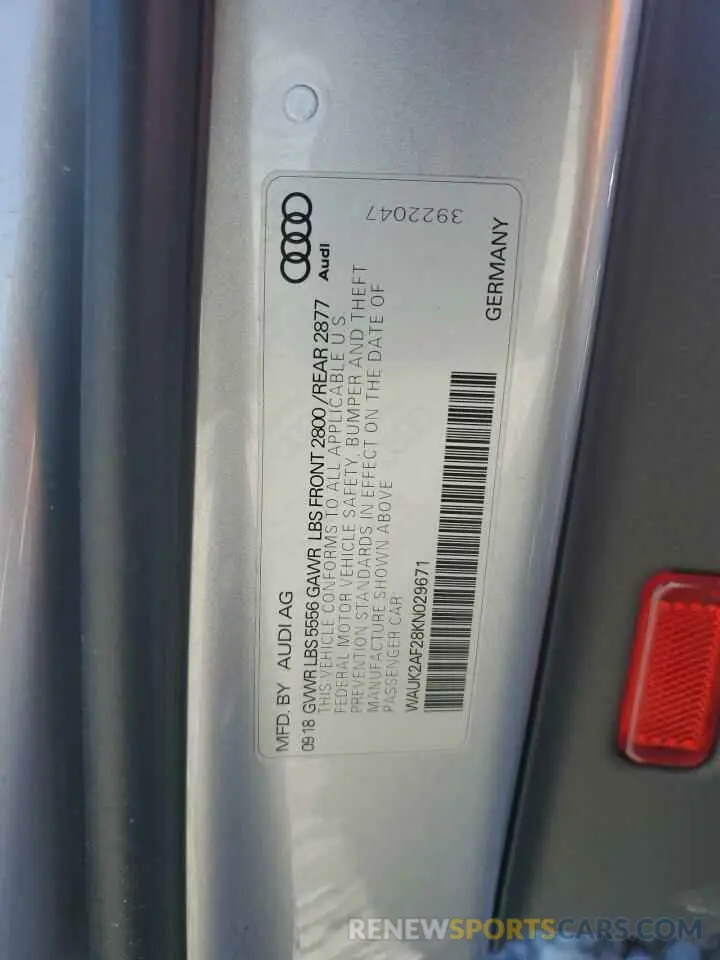 MFD. BY AUDI AG
Audi
0918 GVWR LBS 5556 GAWR LBS FRONT 2800 / REAR 2877
THIS VEHICLE CONFORMS TO ALL APPLICABLE U S
FEDERAL MOTOR VEHICLE SAFETY, BUMPER AND THEFT
PREVENTION STANDARDS IN EFFECT ON THE DATE OF
MANUFACTURE SHOWN ABOVE
PASSENGER CAR
3922047
WAUK2AF28KN029671
GERMANY
RENEWSPORTSCARS.COM